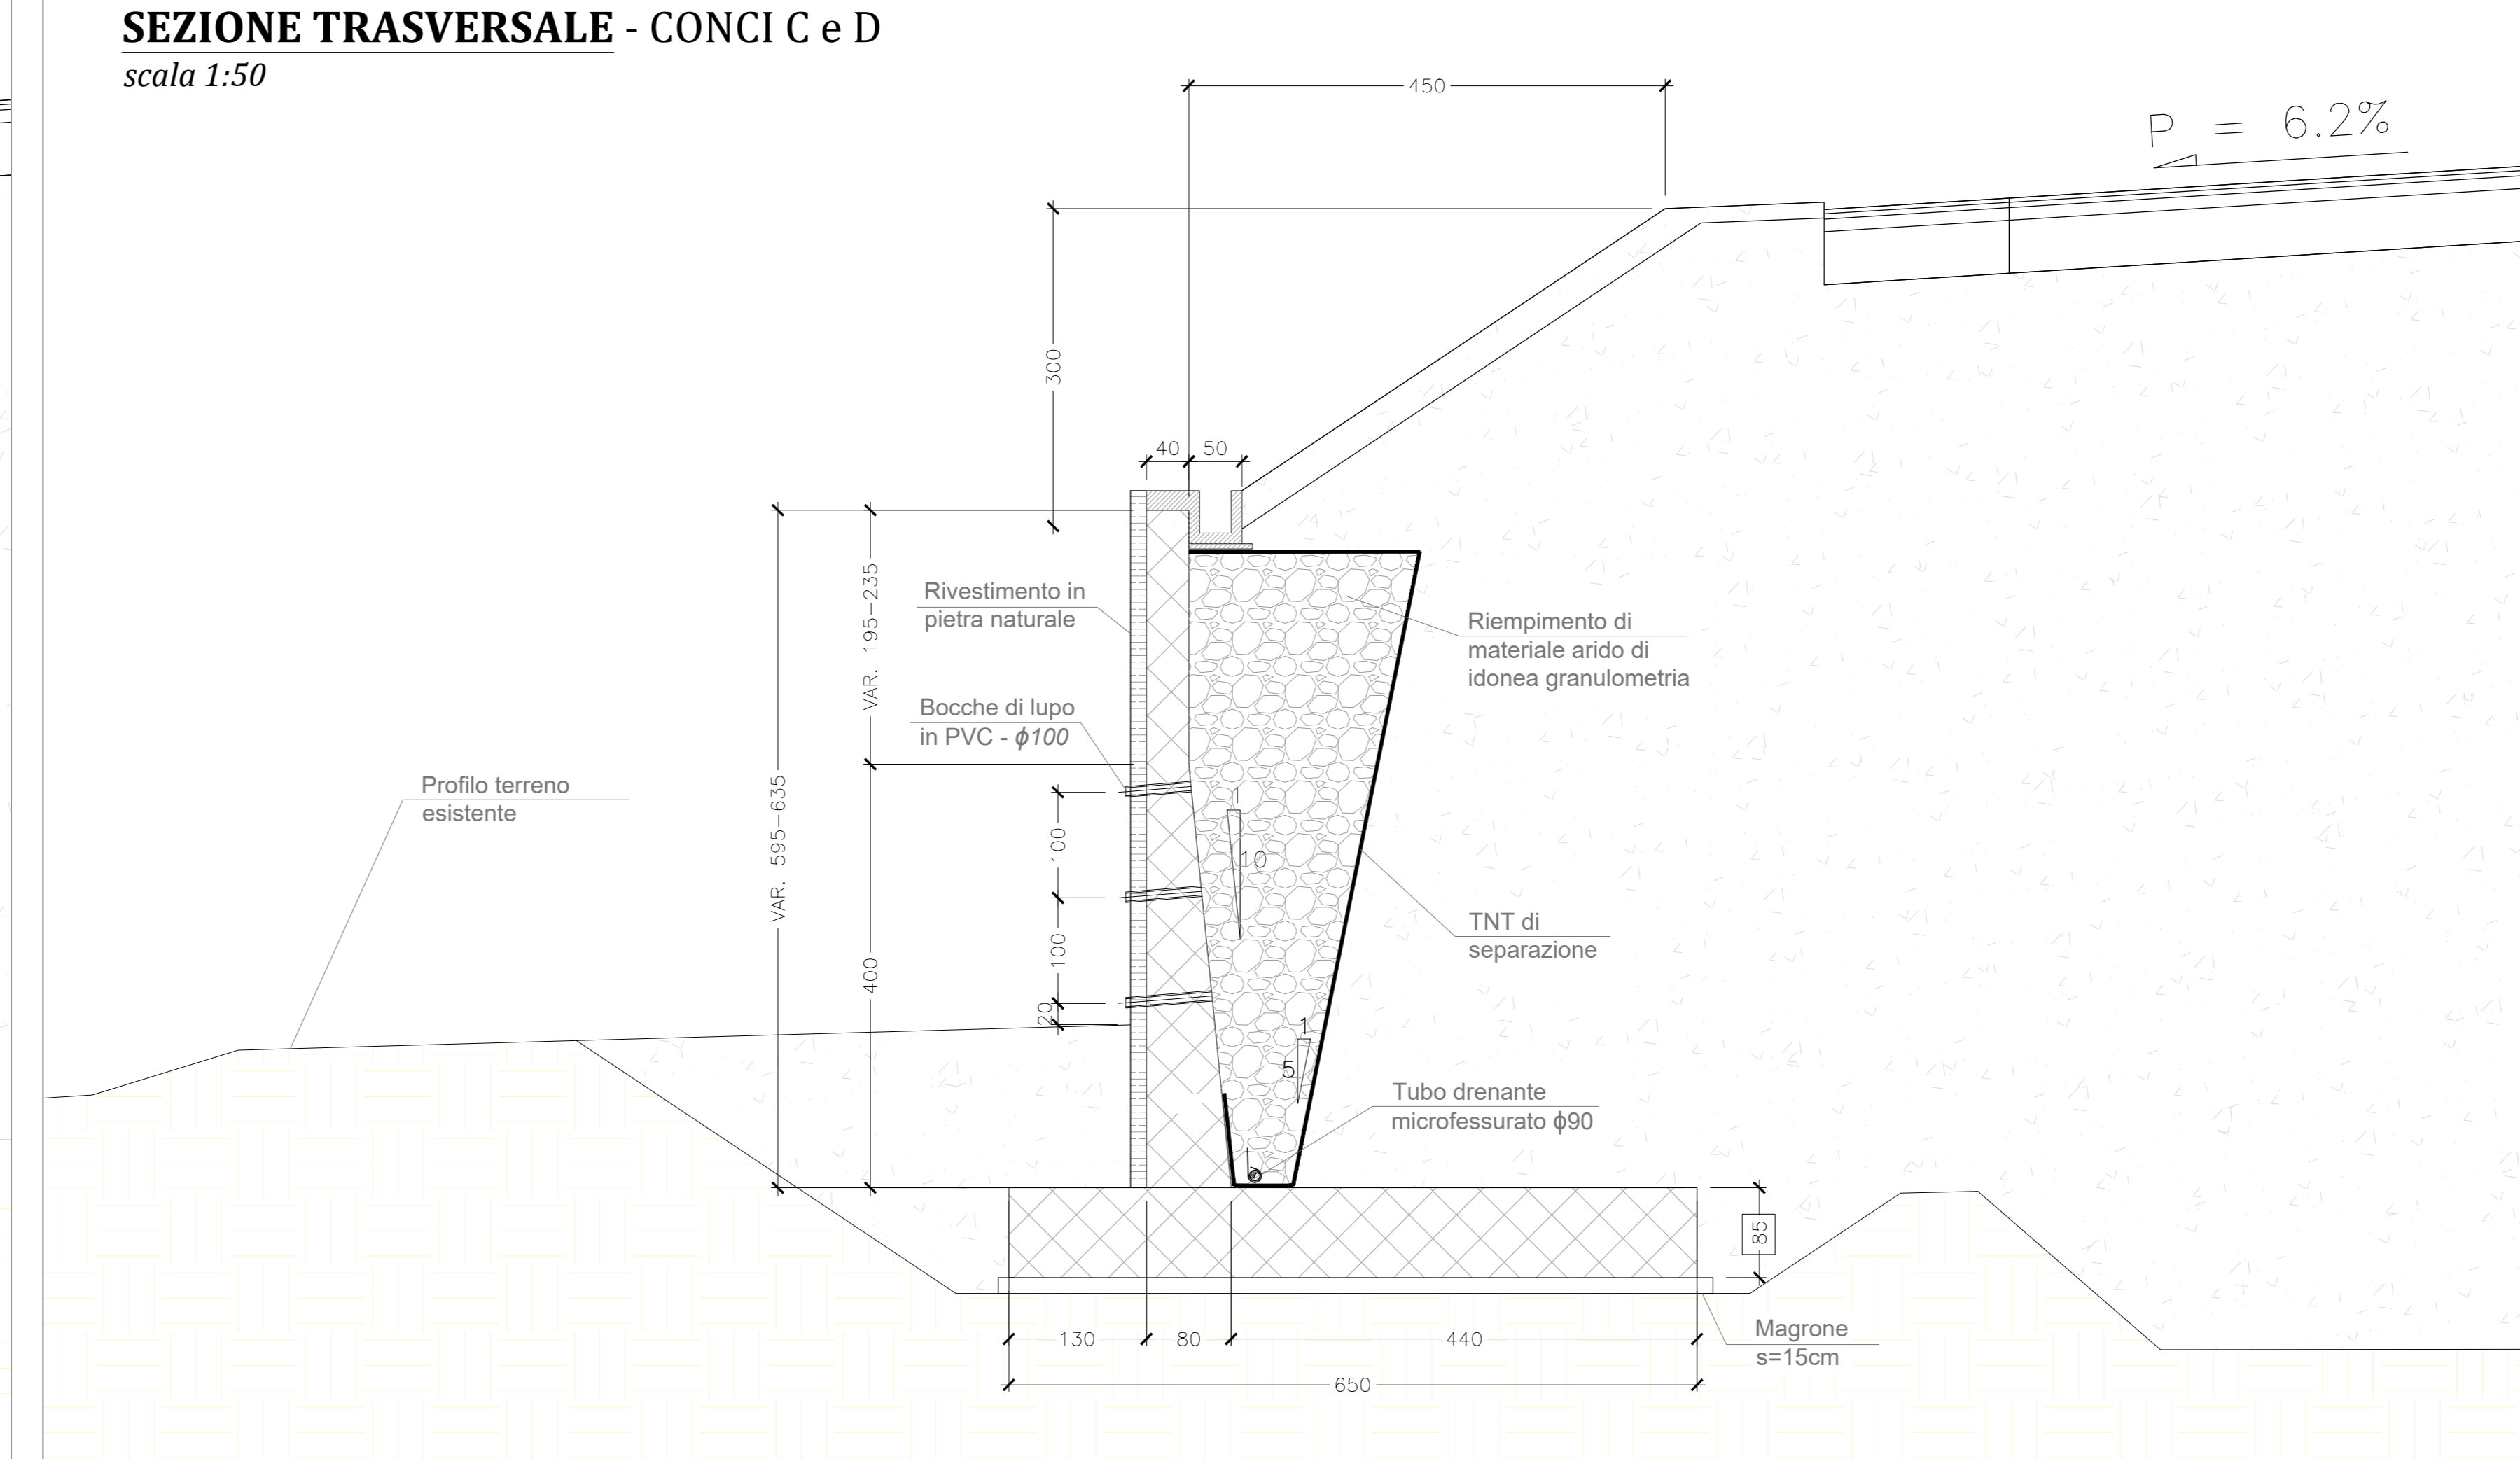 SEZIONE TRASVERSALE - CONCI C e D
scala 1:50
450
P = 6.2%
300
40
50
VAR. 195-235
VAR. 595-635
400
Rivestimento in
pietra naturale
Riempimento di
materiale arido di
idonea granulometria
Bocche di lupo
in PVC - ϕ100
Profilo terreno
esistente
100
100
20
1
10
TNT di
separazione
1
5
Tubo drenante
microfessurato ϕ90
85
Magrone
s=15cm
130
80
440
650